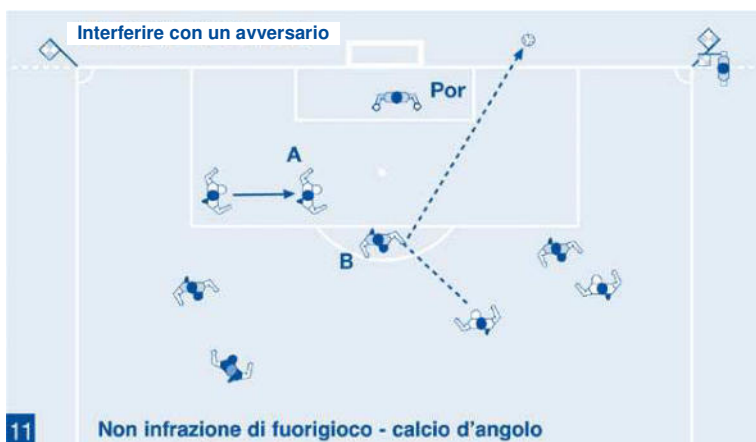 Interferire con un avversario
Por
A
B
11
Non infrazione di fuorigioco - calcio d'angolo